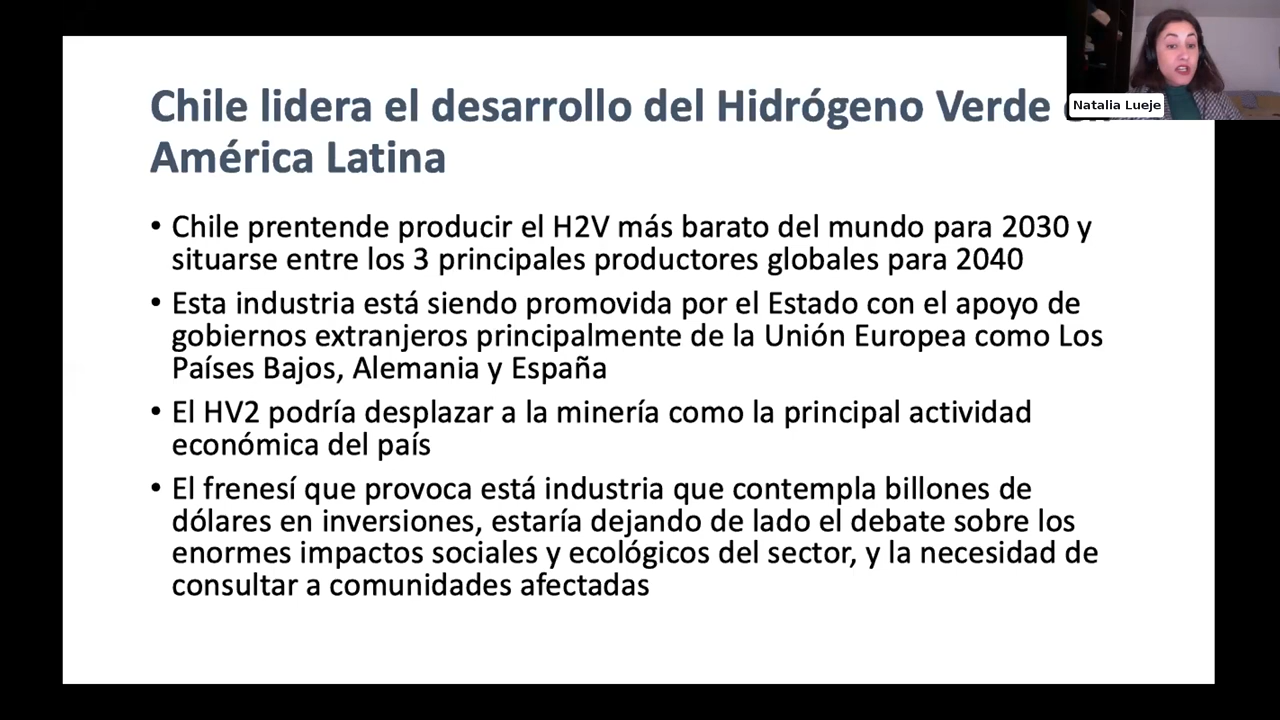 Chile lidera el desarrollo del Hidrógeno Verde
América Latina
Natalia Lueje
• Chile prentende producir el H2V más barato del mundo para 2030 y
situarse entre los 3 principales productores globales para 2040
• Esta industria está siendo promovida por el Estado con el apoyo de
gobiernos extranjeros principalmente de la Unión Europea como Los
Países Bajos, Alemania y España
• El HV2 podría desplazar a la minería como la principal actividad
económica del país
• El frenesí que provoca está industria que contempla billones de
dólares en inversiones, estaría dejando de lado el debate sobre los
enormes impactos sociales y ecológicos del sector, y la necesidad de
consultar a comunidades afectadas